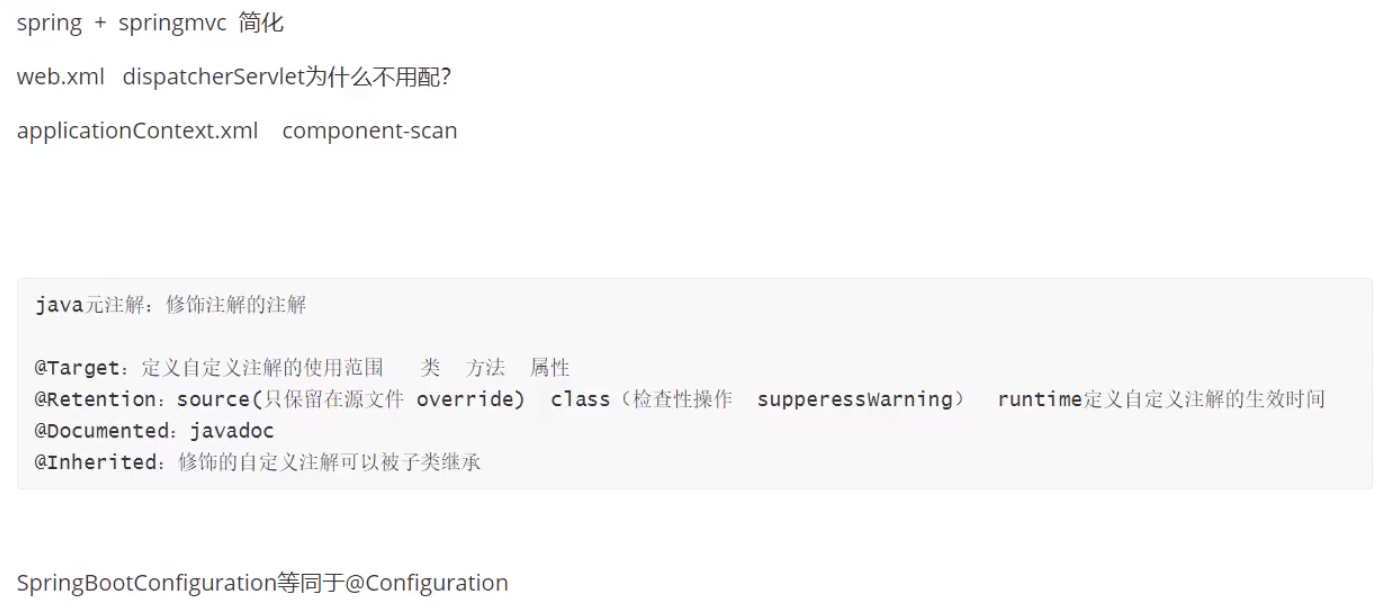 spring + springmvc 简化
web.xml dispatcherServlet为什么不用配?
applicationContext.xml component-scan
java元注解：修饰注解的注解
@Target：定义自定义注解的使用范围 类 方法 属性
@Retention：source(只保留在源文件 override) class（检查性操作 supperessWarning） runtime定义自定义注解的生效时间
@Documented：javadoc
@Inherited：修饰的自定义注解可以被子类继承
SpringBootConfiguration等同于@Configuration